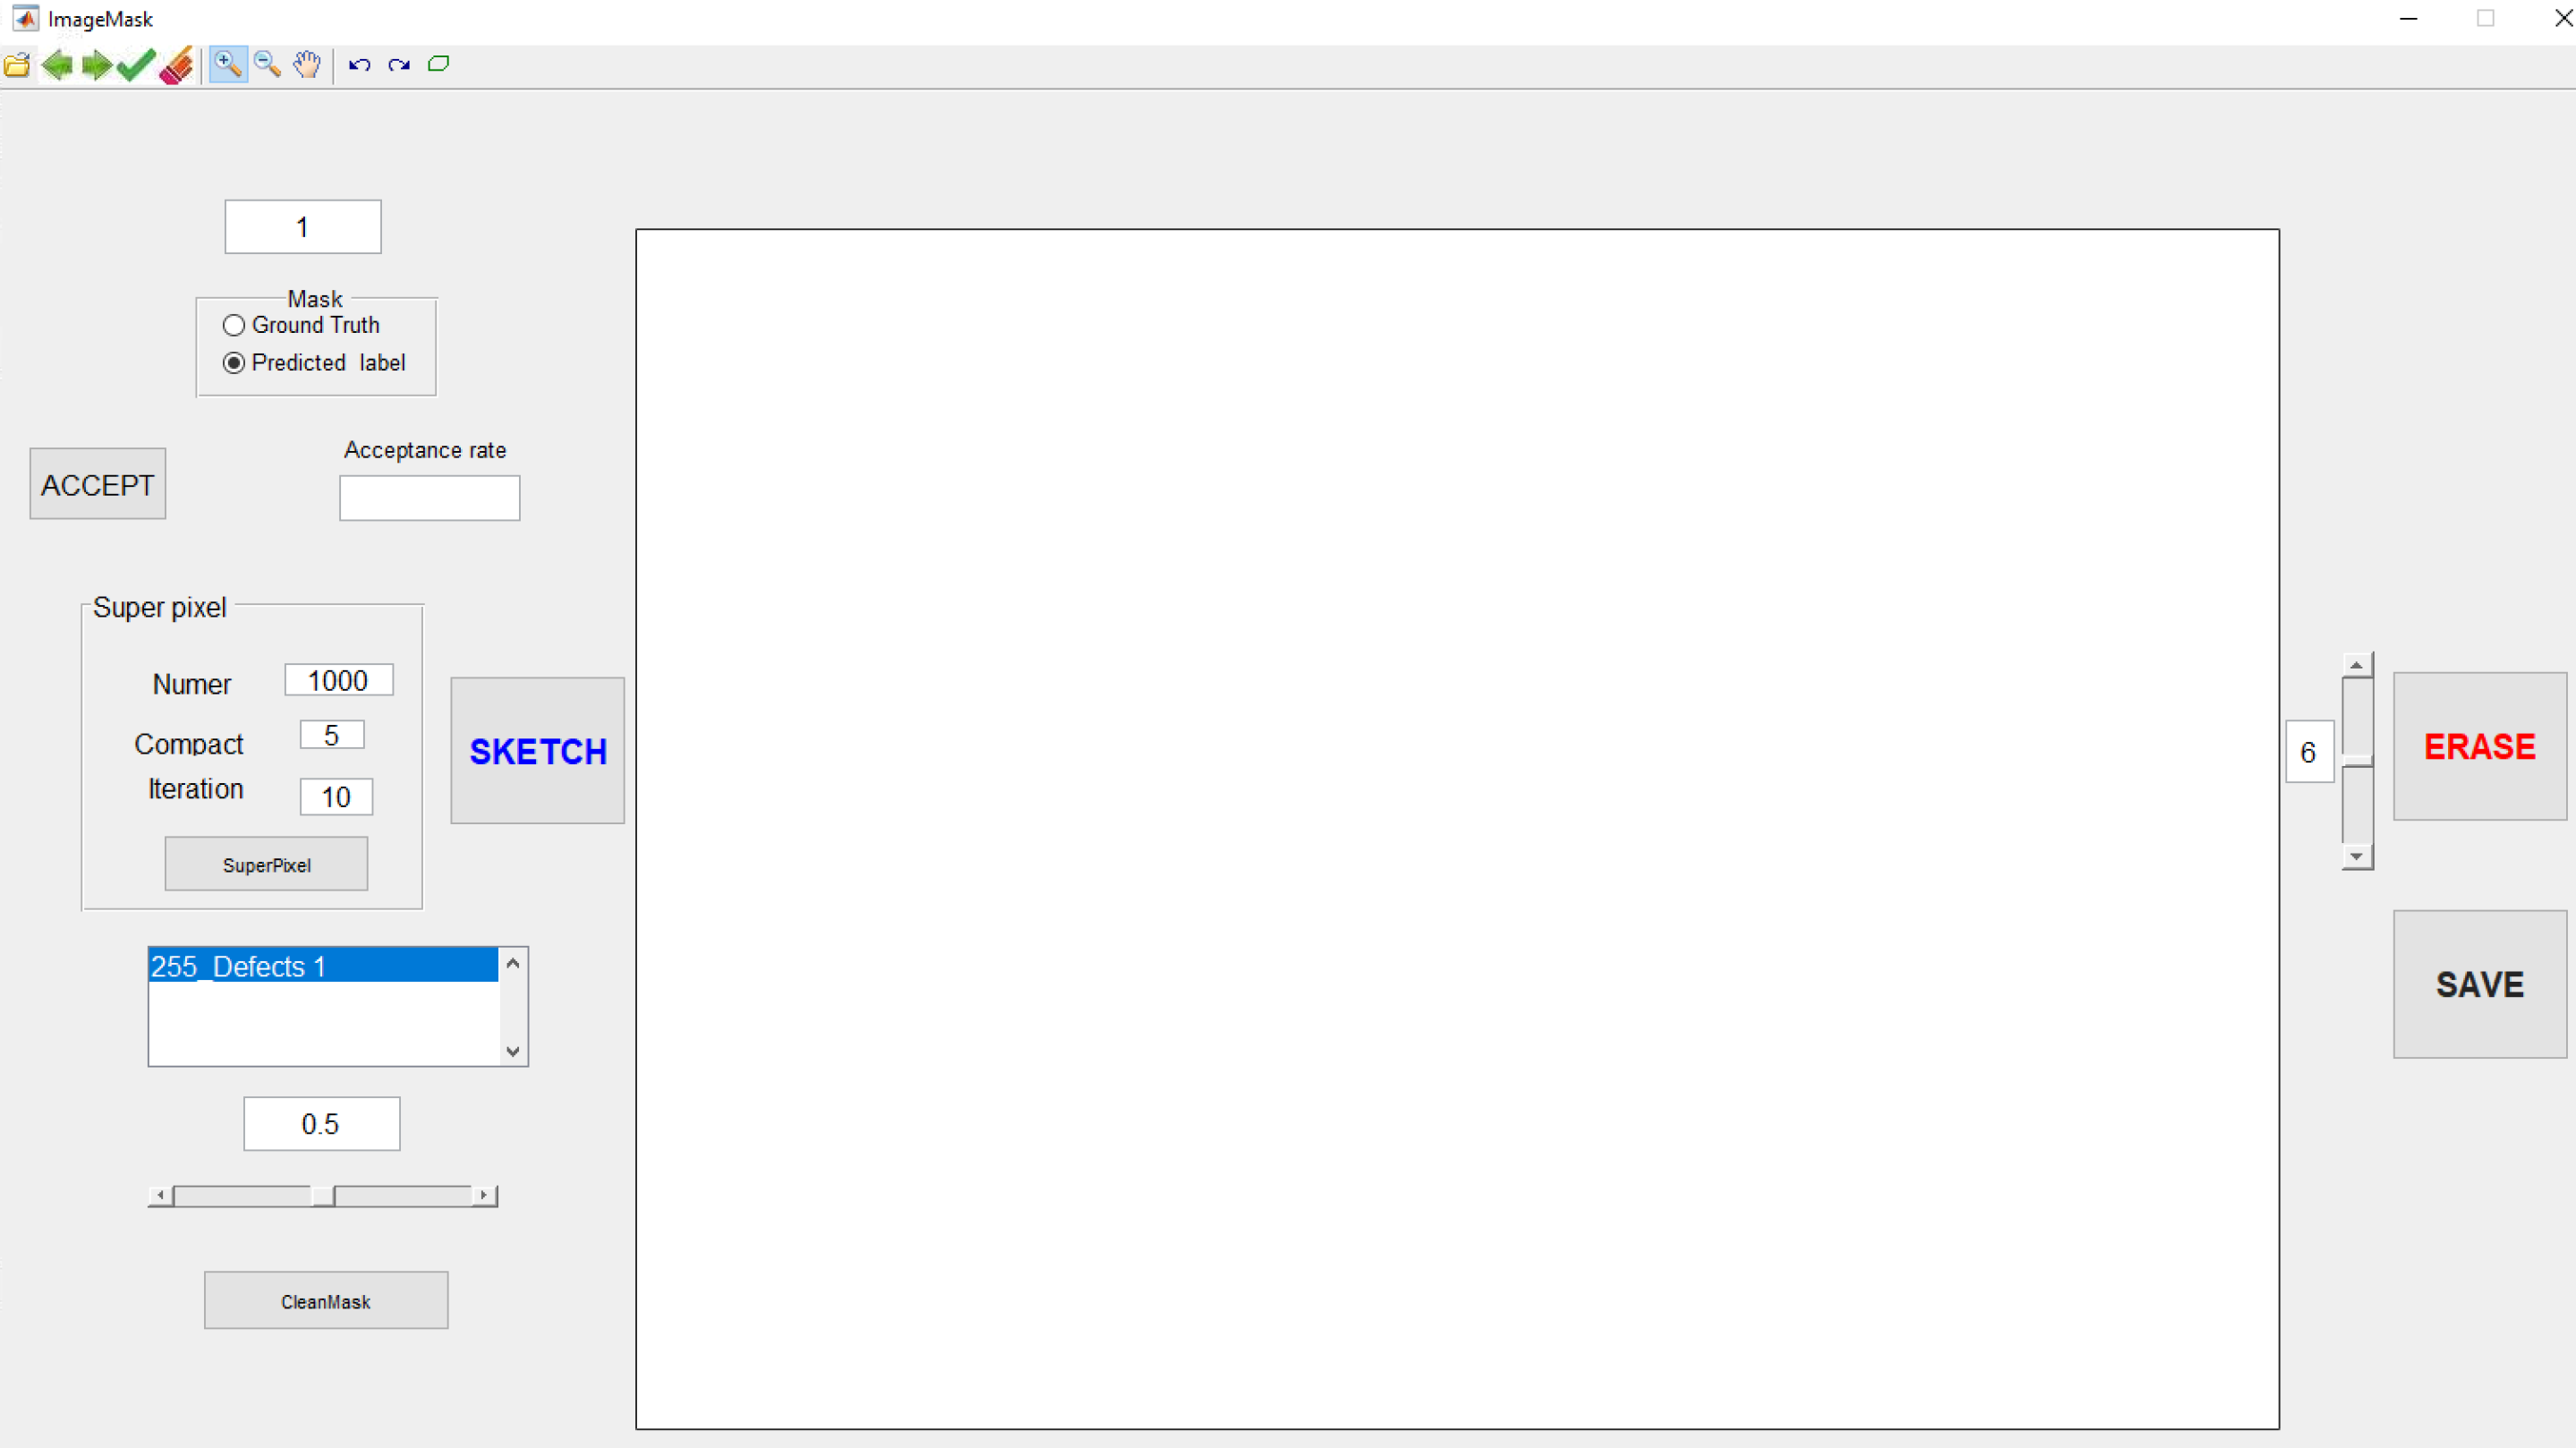 ImageMask
1
Mask
Ground Truth
Predicted label
Acceptance rate
ACCEPT
Super pixel
Numer 1000
Compact 5
Iteration 10
SuperPixel
SKETCH
6
ERASE
SAVE
255_Defects 1
0.5
CleanMask